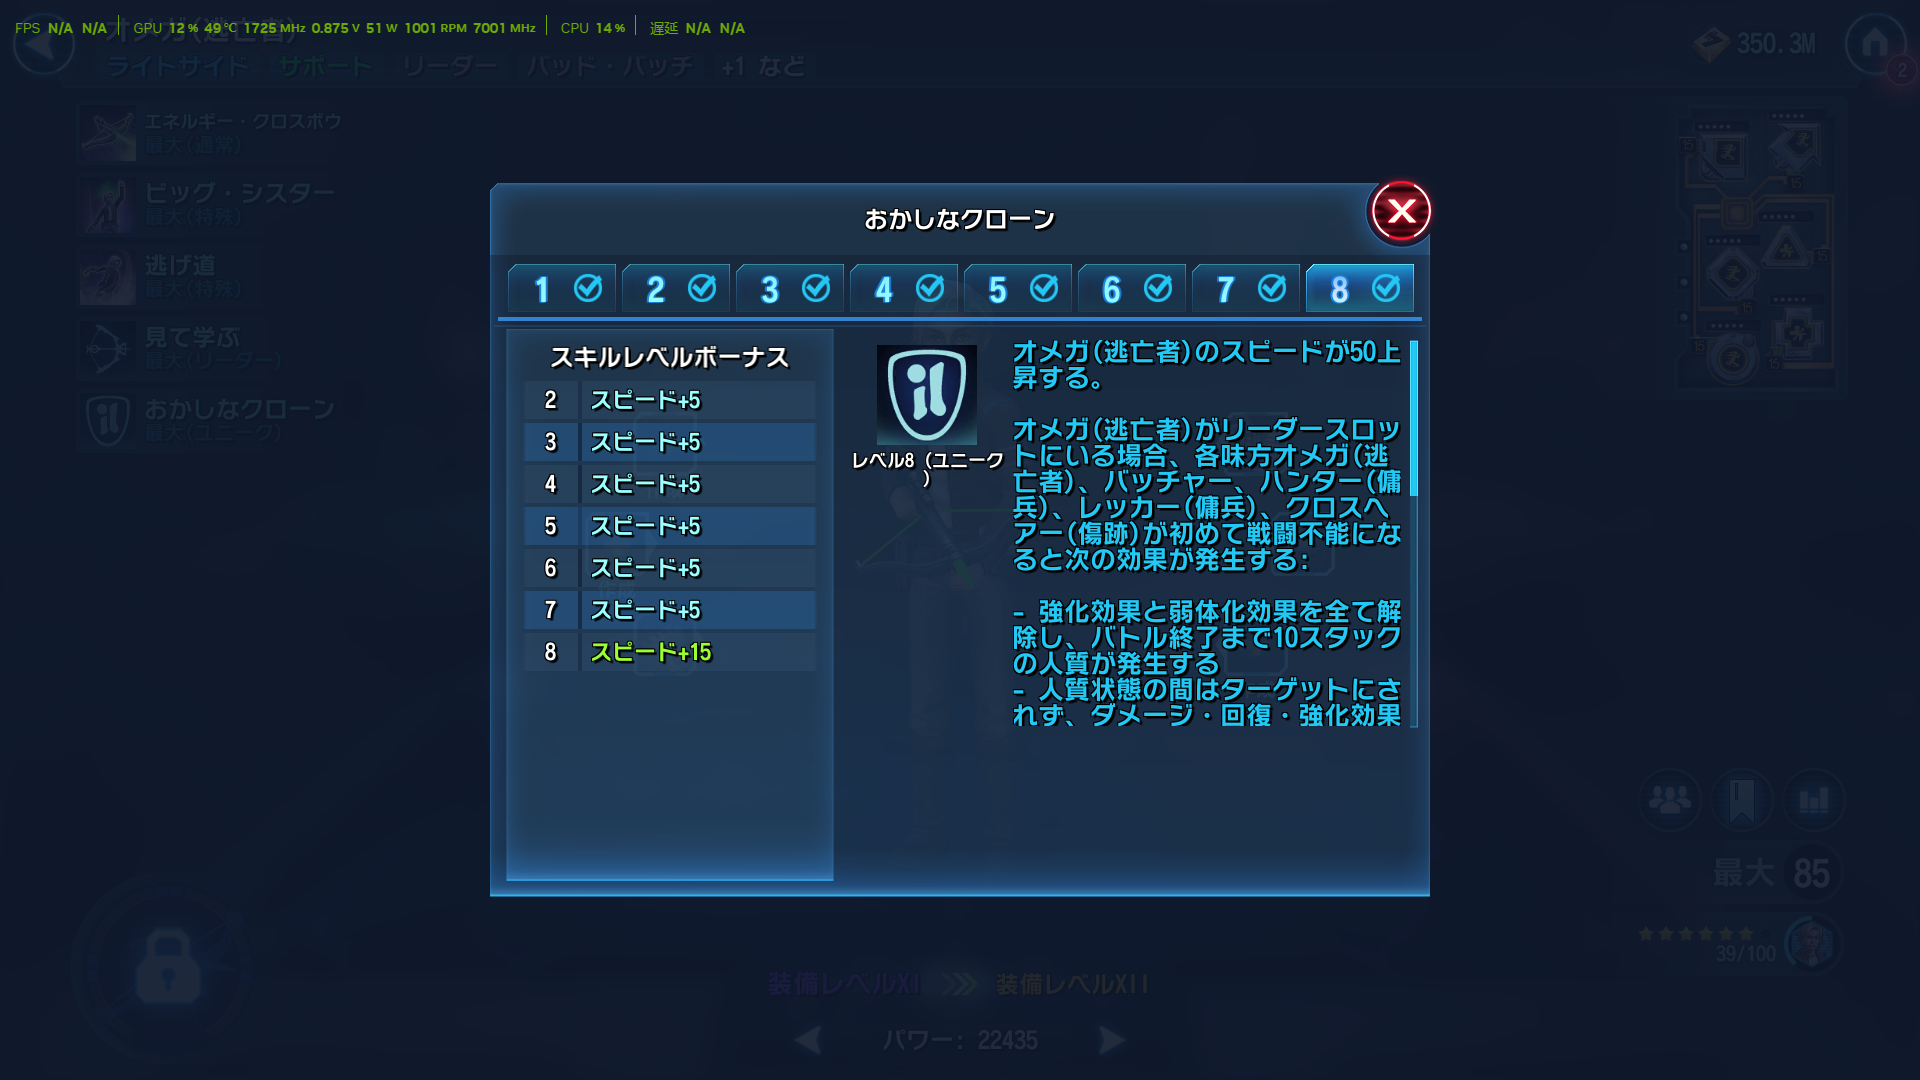 FPS N/A N/A GPU 12 % 49 ℃ 1725 MHz 0.875 V 51 W 1001 RPM 7001 MHz CPU 14 % 遅延 N/A N/A
オメガ(逃亡者)
ライトサイド サポート リーダー バッド・バッチ +1 など
350.3M
2
エネルギー・クロスボウ
最大(通常)
ビッグ・シスター
最大(特殊)
逃げ道
最大(特殊)
見て学ぶ
最大(リーダー)
おかしなクローン
最大(ユニーク)
おかしなクローン
1 2 3 4 5 6 7 8
スキルレベルボーナス
2 スピード+5
3 スピード+5
4 スピード+5
5 スピード+5
6 スピード+5
7 スピード+5
8 スピード+15
レベル8 (ユニーク
)
オメガ(逃亡者)のスピードが50上
昇する。
オメガ(逃亡者)がリーダースロッ
トにいる場合、各味方オメガ(逃
亡者)、バッチャー、ハンター(傭
兵)、レッカー(傭兵)、クロスヘ
アー(傷跡)が初めて戦闘不能にな
ると次の効果が発生する:
- 強化効果と弱体化効果を全て解
除し、バトル終了まで10スタック
の人質が発生する
- 人質状態の間はターゲットにさ
れず、ダメージ・回復・強化効果
15
15
15
15
15
15
最大 85
39/100
装備レベルXI 装備レベルXII
パワー: 22435